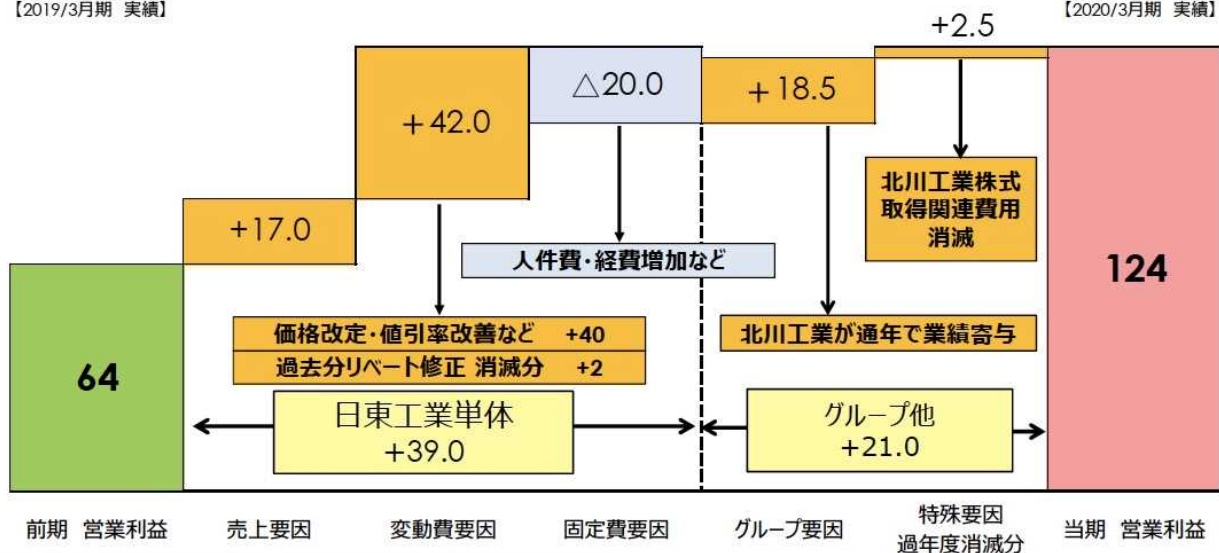 【2019/3月期 実績】
【2020/3月期 実績】
+2.5
+17.0
+42.0
△20.0
+18.5
北川工業株式
取得関連費用
消滅
人件費・経費増加など
124
価格改定・値引率改善など +40
過去分リベート修正 消滅分 +2
北川工業が通年で業績寄与
64
日東工業単体
+39.0
グループ他
+21.0
前期 営業利益
売上要因
変動費要因
固定費要因
グループ要因
特殊要因
過年度消滅分
当期 営業利益